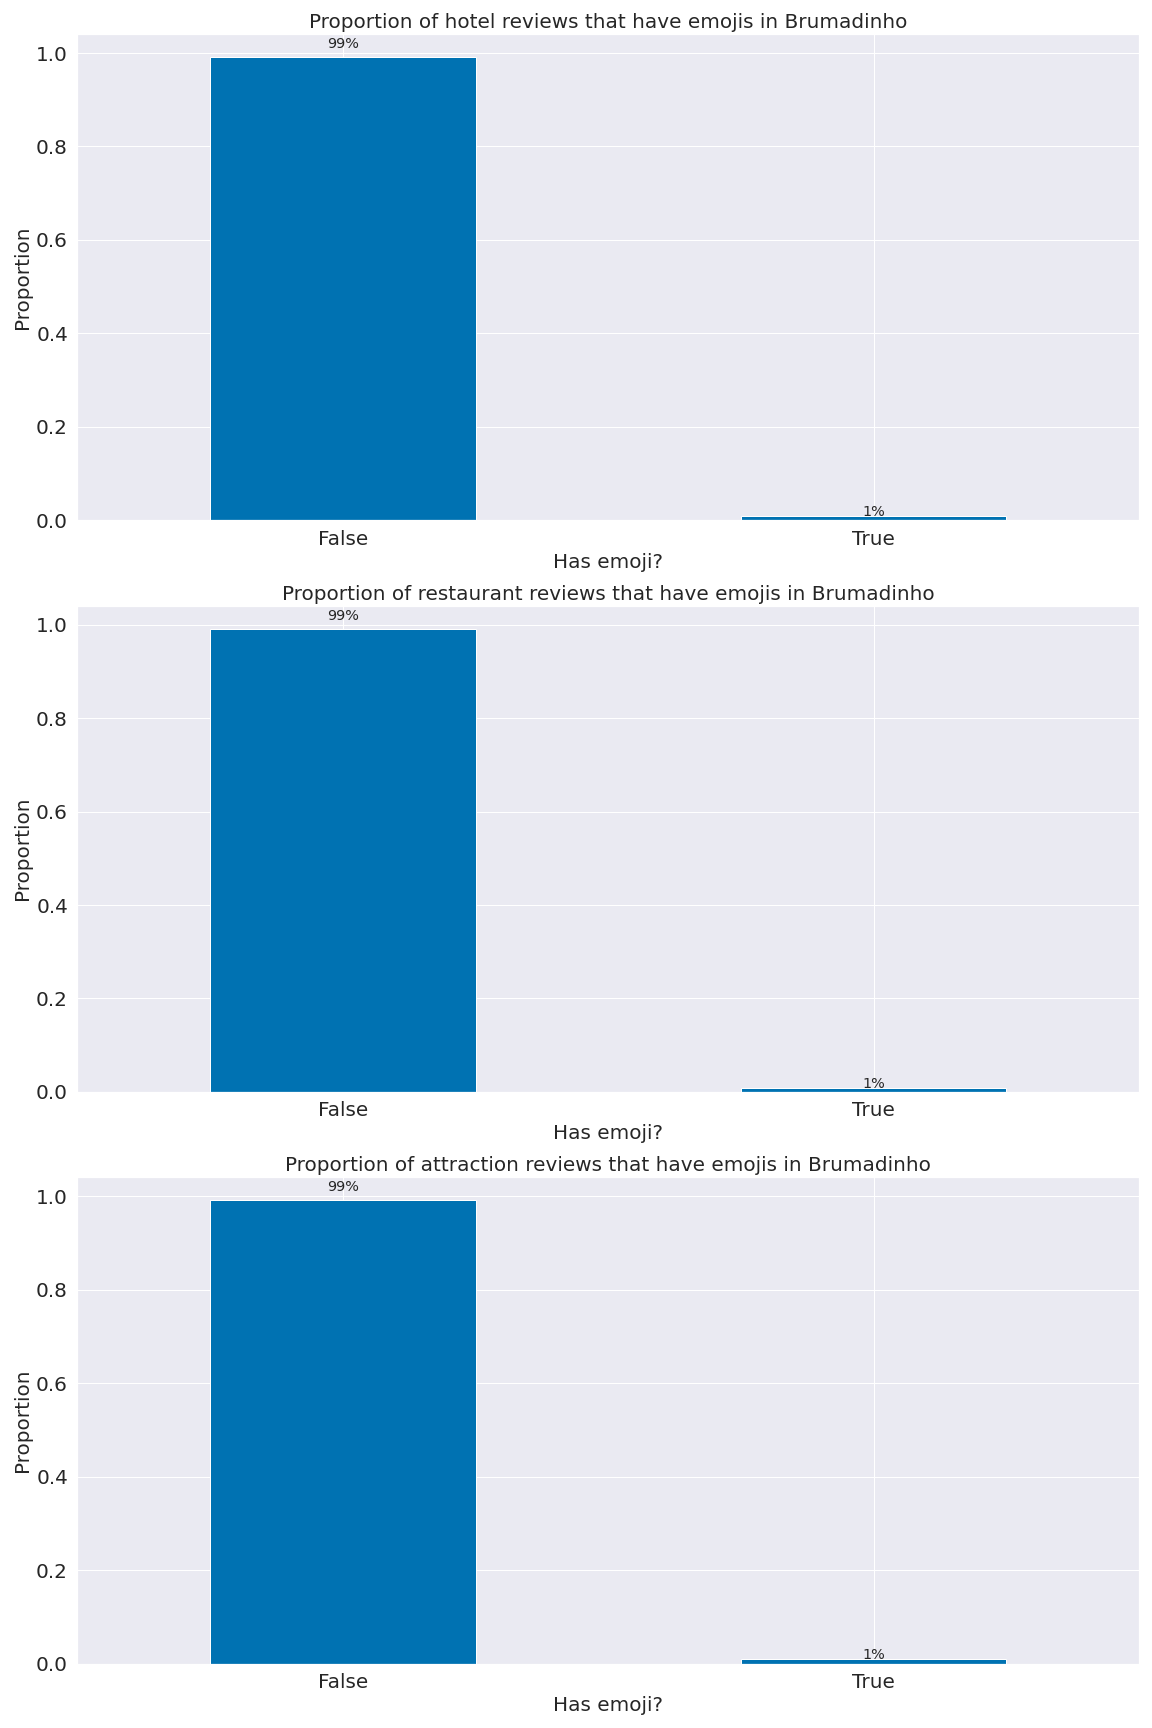 Proportion of hotel reviews that have emojis in Brumadinho
99%
1.0
0.8
0.6
0.4
0.2
0.0
Proportion
1%
False
True
Has emoji?
Proportion of restaurant reviews that have emojis in Brumadinho
99%
1.0
0.8
0.6
0.4
0.2
0.0
Proportion
1%
False
True
Has emoji?
Proportion of attraction reviews that have emojis in Brumadinho
99%
1.0
0.8
0.6
0.4
0.2
0.0
Proportion
1%
False
True
Has emoji?